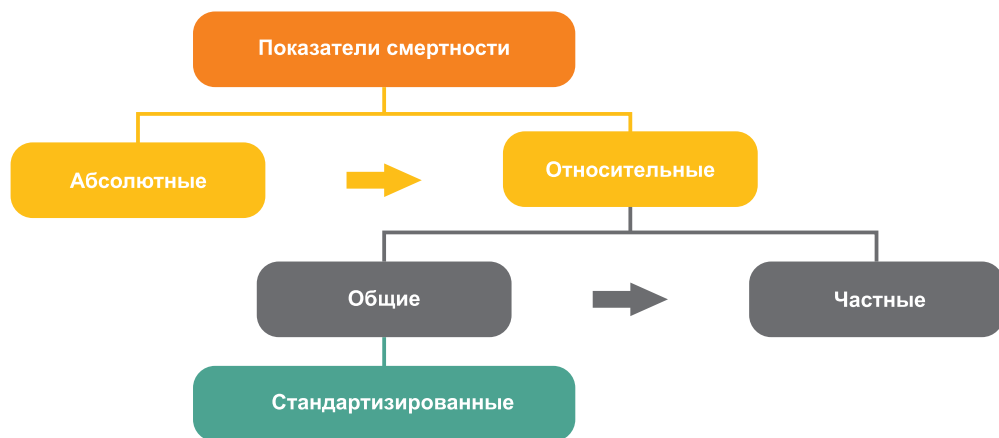 Показатели смертности
Абсолютные
Относительные
Общие
Частные
Стандартизированные